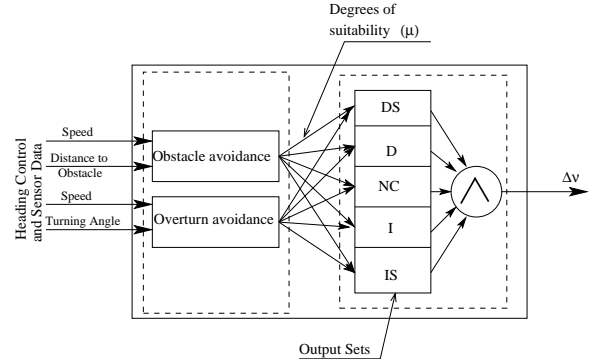 Degrees of
suitability (μ)
Heading Control
and Sensor Data
Speed
Distance to
Obstacle
Speed
Turning Angle
Obstacle avoidance
Overturn avoidance
DS
D
NC
I
IS
Δν
Output Sets